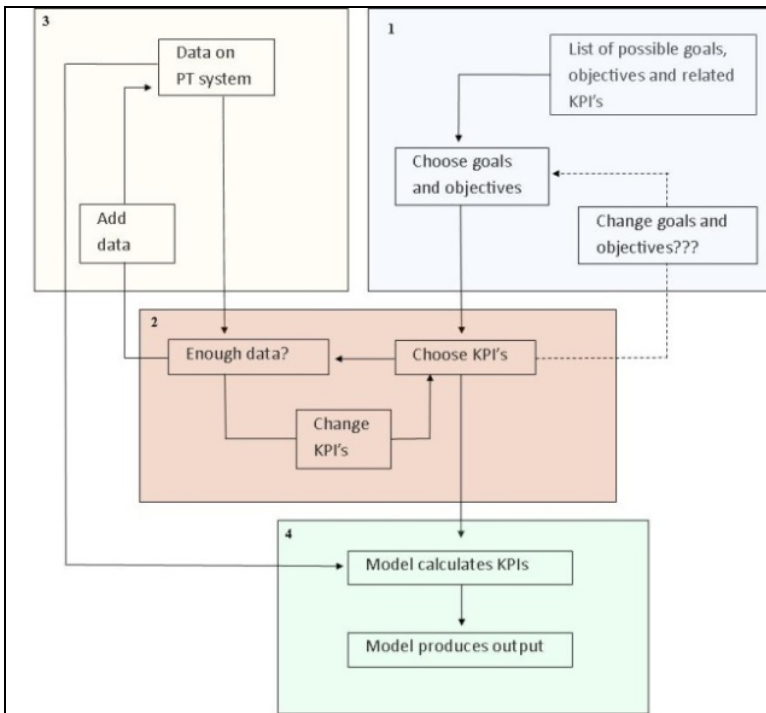 3
Data on
PT system
Add
data
1
List of possible goals,
objectives and related
KPI's
Choose goals
and objectives
Change goals and
objectives???
2
Enough data?
Choose KPI's
Change
KPI's
4
Model calculates KPIs
Model produces output